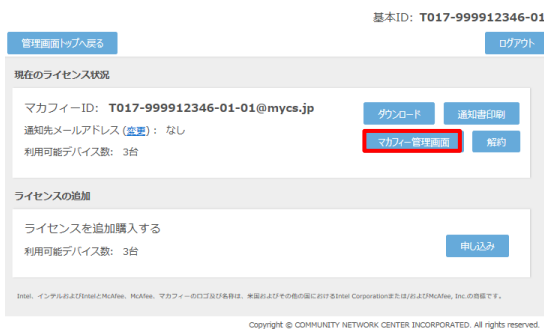 基本ID: T017-999912346-01
管理画面トップへ戻る
ログアウト
現在のライセンス状況
マカフィーID: T017-999912346-01-01@mycs.jp
ダウンロード
通知書印刷
通知先メールアドレス (変更) : なし
マカフィー管理画面
解約
利用可能デバイス数: 3台
ライセンスの追加
ライセンスを追加購入する
利用可能デバイス数: 3台
申し込み
Intel、インテルおよびIntelとMcAfee、McAfee、マカフィーのロゴ及び名称は、米国およびその他の国におけるIntel Corporationまたは/およびMcAfee, Inc.の商標です。
Copyright © COMMUNITY NETWORK CENTER INCORPORATED. All rights reserved.